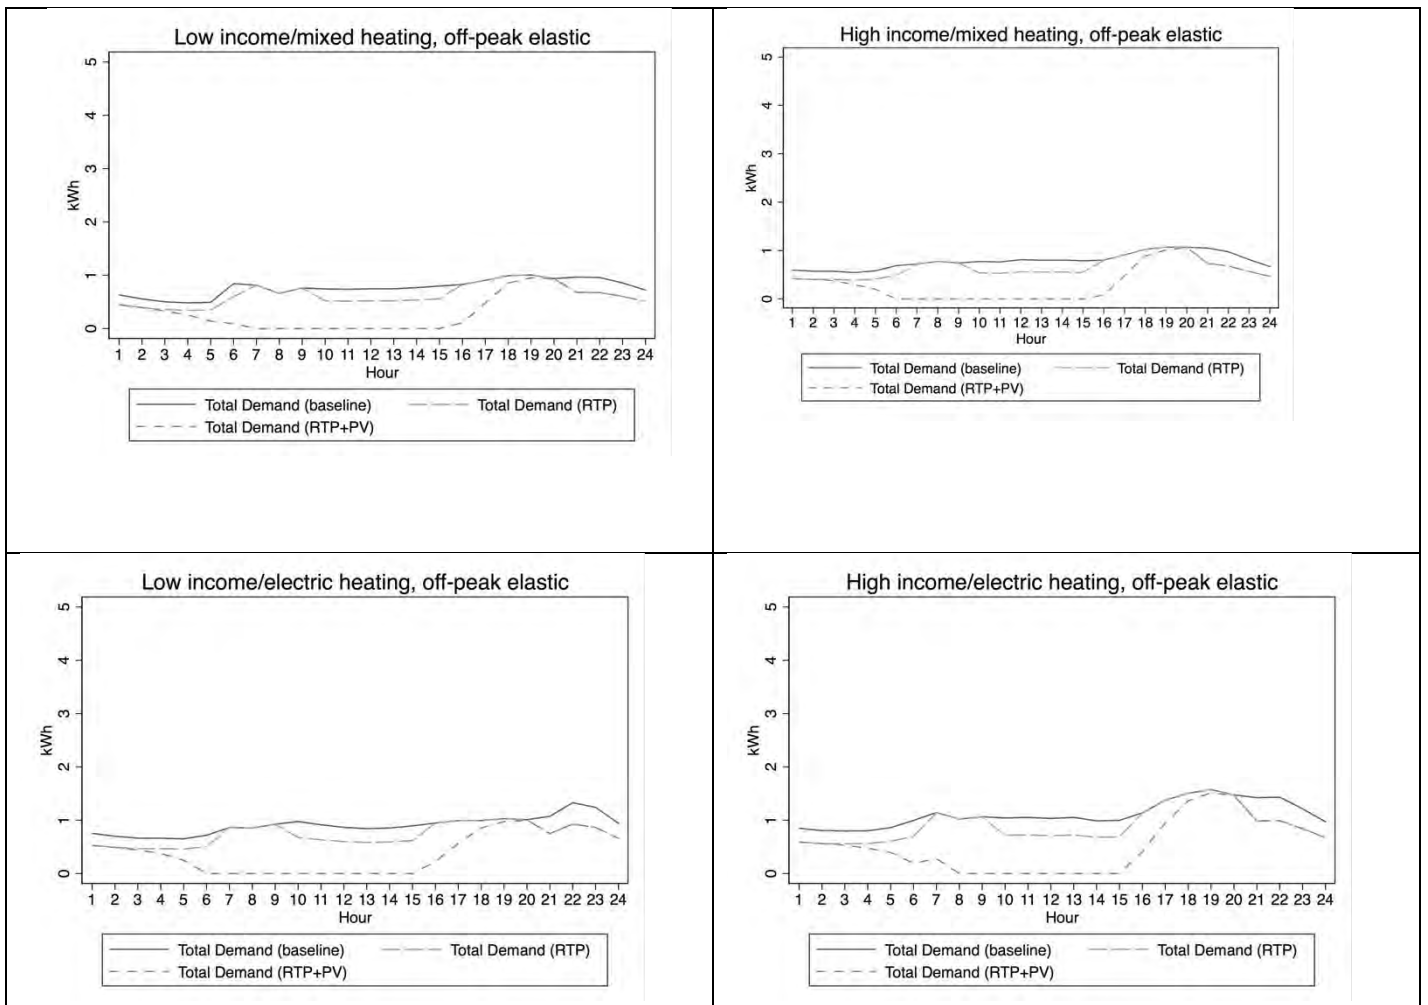 Low income/mixed heating, off-peak elastic
5
4
3
2
1
0
kWh
1 2 3 4 5 6 7 8 9 10 11 12 13 14 15 16 17 18 19 20 21 22 23 24
Hour
Total Demand (baseline) Total Demand (RTP)
Total Demand (RTP+PV)
High income/mixed heating, off-peak elastic
5
4
3
2
1
0
kWh
1 2 3 4 5 6 7 8 9 10 11 12 13 14 15 16 17 18 19 20 21 22 23 24
Hour
Total Demand (baseline) Total Demand (RTP)
Total Demand (RTP+PV)
Low income/electric heating, off-peak elastic
5
4
3
2
1
0
kWh
1 2 3 4 5 6 7 8 9 10 11 12 13 14 15 16 17 18 19 20 21 22 23 24
Hour
Total Demand (baseline) Total Demand (RTP)
Total Demand (RTP+PV)
High income/electric heating, off-peak elastic
5
4
3
2
1
0
kWh
1 2 3 4 5 6 7 8 9 10 11 12 13 14 15 16 17 18 19 20 21 22 23 24
Hour
Total Demand (baseline) Total Demand (RTP)
Total Demand (RTP+PV)